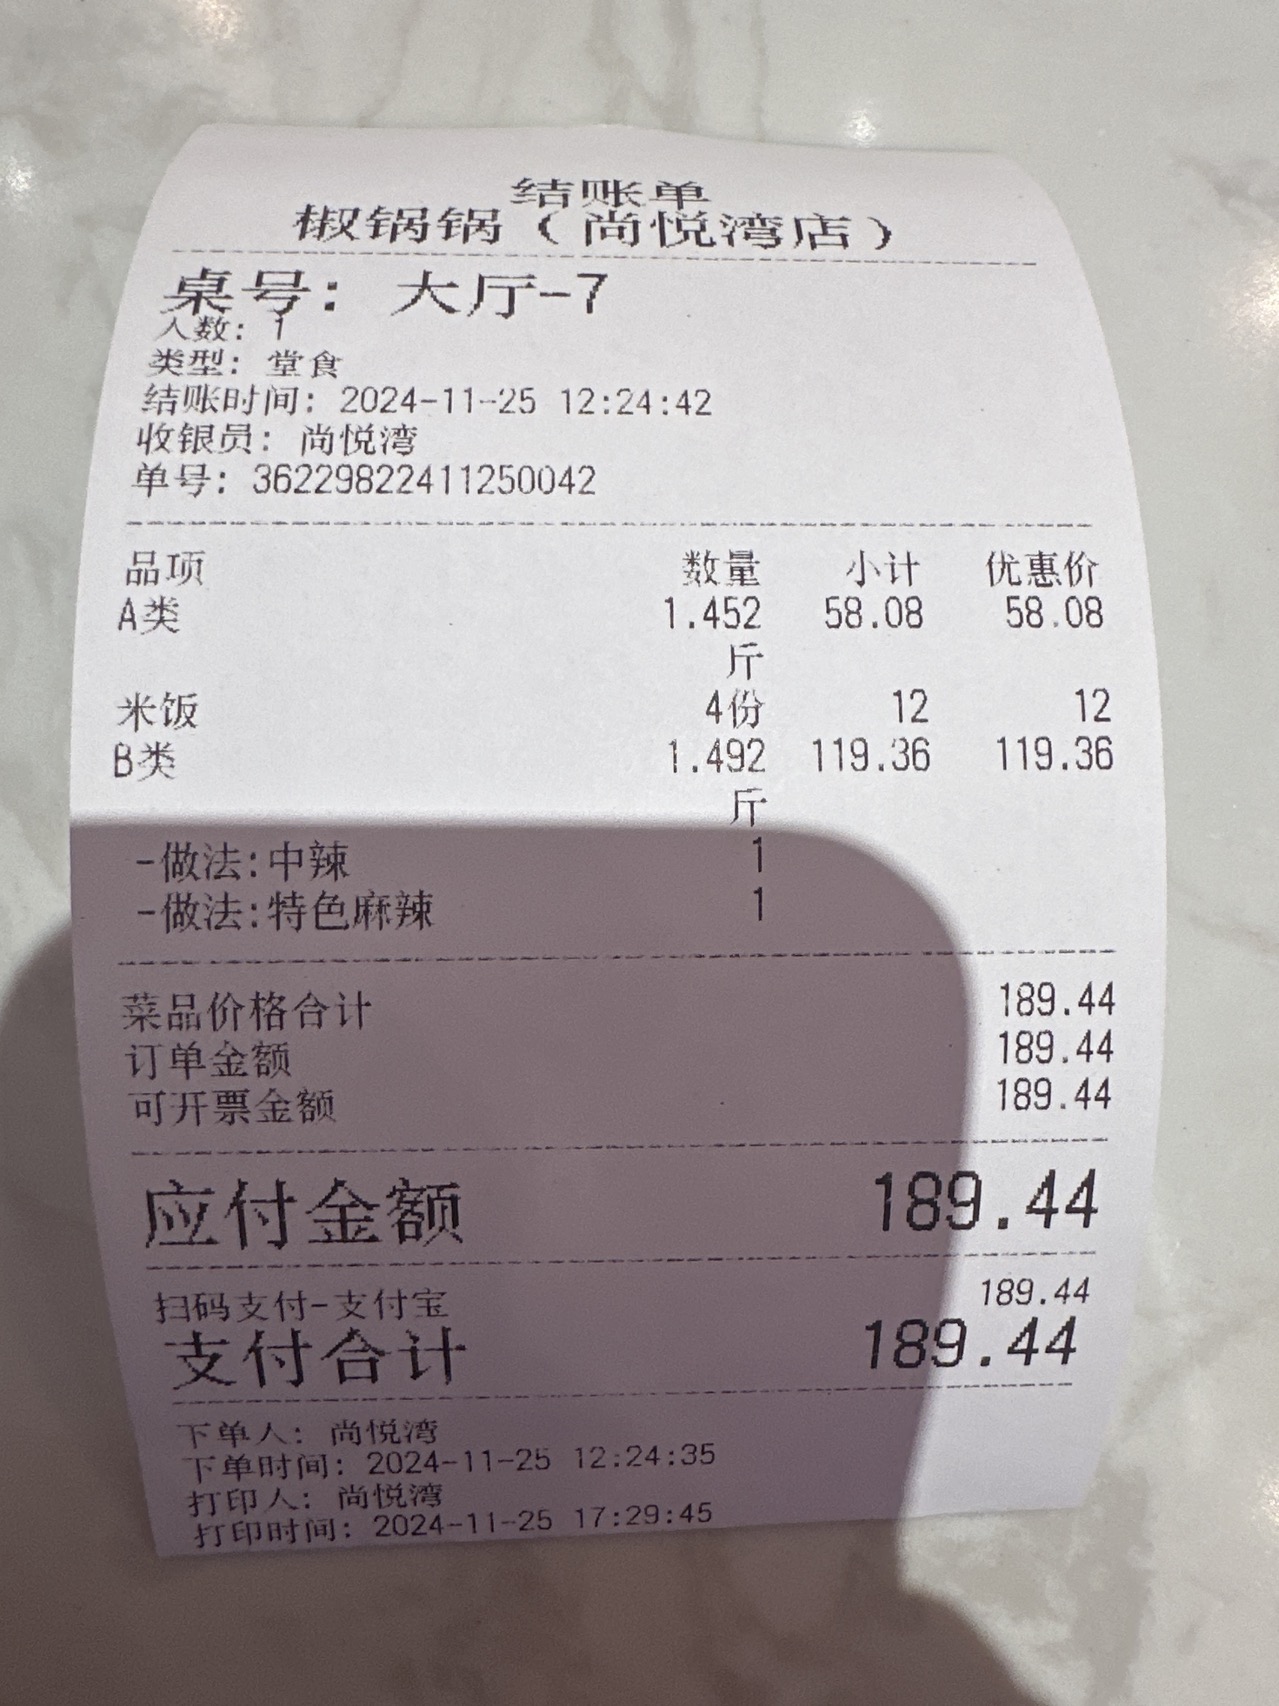 结账单
椒锅锅（尚悦湾店）
桌号：大厅-7
人数：1
类型：堂食
结账时间：2024-11-25 12:24:42
收银员：尚悦湾
单号：36229822411250042
品项 数量 小计 优惠价
A类 1.452 58.08 58.08
斤
米饭 4份 12 12
B类 1.492 119.36 119.36
斤
-做法:中辣 1
-做法:特色麻辣 1
菜品价格合计 189.44
订单金额 189.44
可开票金额 189.44
应付金额 189.44
扫码支付-支付宝 189.44
支付合计 189.44
下单人：尚悦湾
下单时间：2024-11-25 12:24:35
打印人：尚悦湾
打印时间：2024-11-25 17:29:45